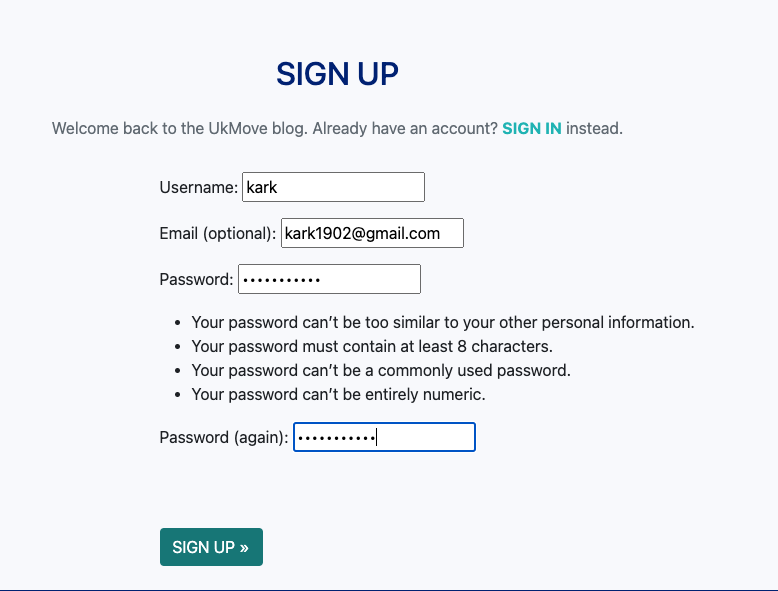 SIGN UP
Welcome back to the UkMove blog. Already have an account? SIGN IN instead.
Username: kark
Email (optional): kark1902@gmail.com
Password: •••••••••••
• Your password can’t be too similar to your other personal information.
• Your password must contain at least 8 characters.
• Your password can’t be a commonly used password.
• Your password can’t be entirely numeric.
Password (again): •••••••••••
SIGN UP »